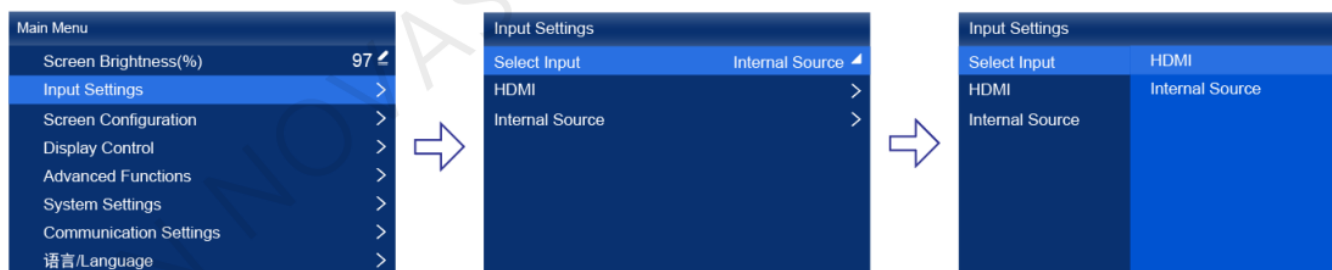 Main Menu
Screen Brightness(%) 97
Input Settings
Screen Configuration
Display Control
Advanced Functions
System Settings
Communication Settings
语言/Language
Input Settings
Select Input Internal Source
HDMI
Internal Source
Input Settings
Select Input HDMI
HDMI Internal Source
Internal Source